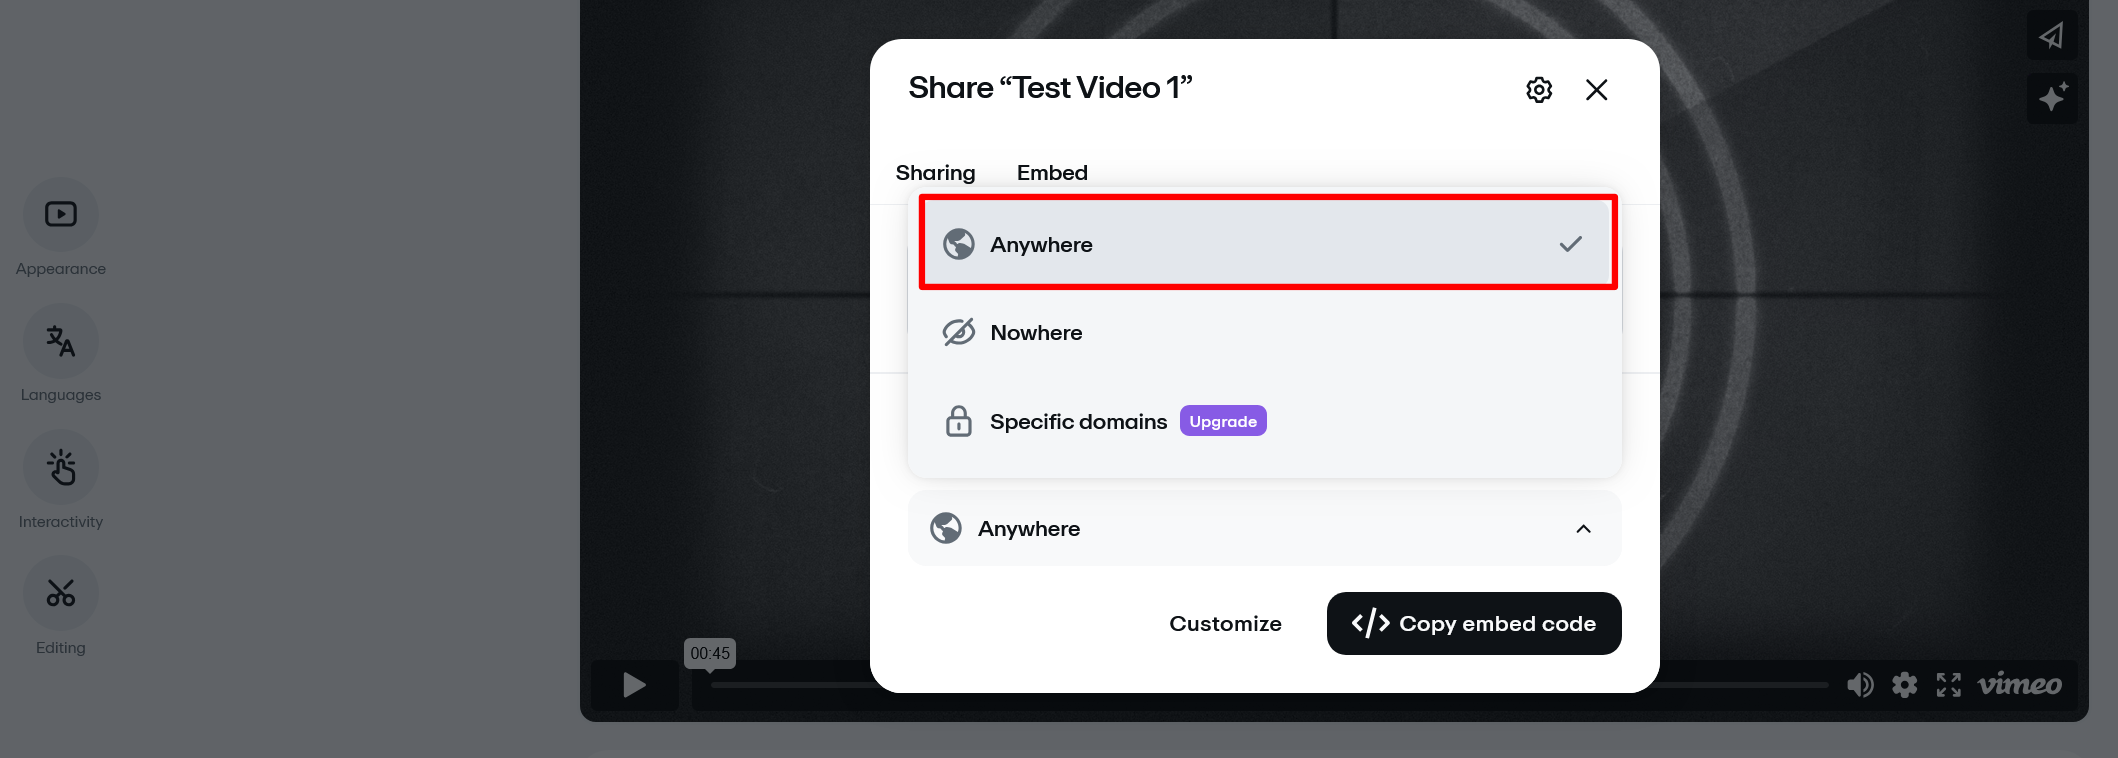 Share “Test Video 1”
Sharing
Embed
Anywhere
Nowhere
Specific domains
Upgrade
Anywhere
Customize
</> Copy embed code
Appearance
Languages
Interactivity
Editing
00:45
vimeo